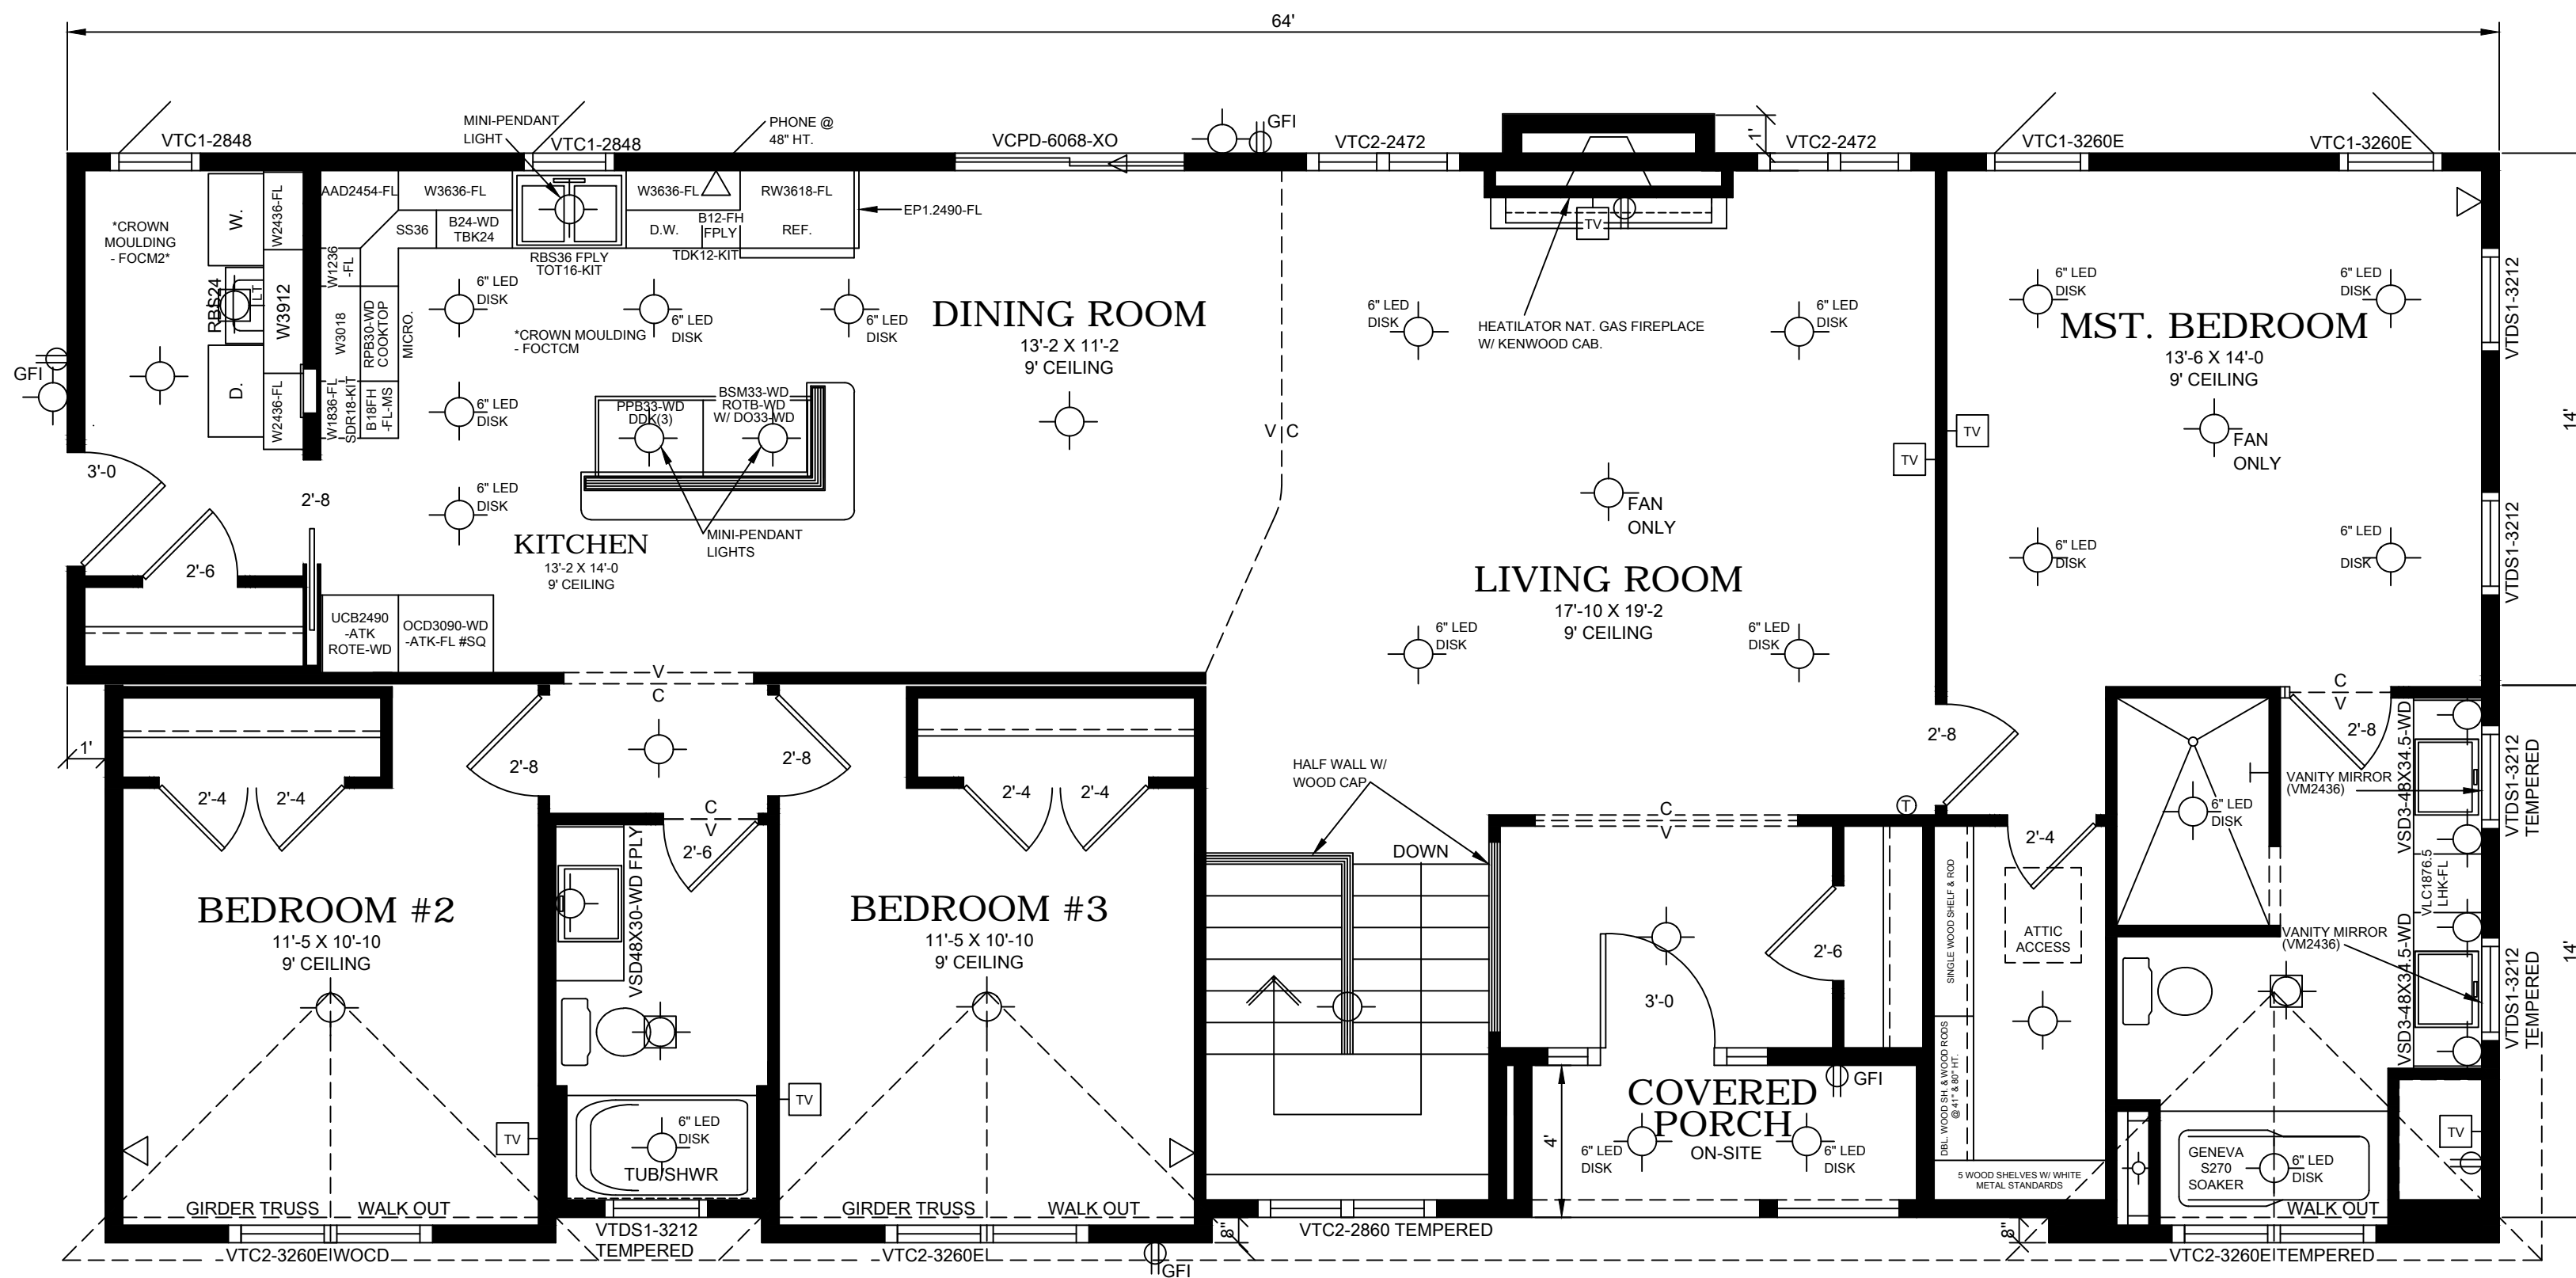 64'
VTC1-2848
MINI-PENDANT
LIGHT
VTC1-2848
PHONE @
48" HT.
VCPD-6068-XO
GFI
VTC2-2472
1'
VTC2-2472
VTC1-3260E
VTC1-3260E
*CROWN
MOULDING
- FOCM2*
W.
W2436-FL
RBS24
LT
W3912
D.
W2436-FL
GFI
AAD2454-FL
W3636-FL
SS36
B24-WD
TBK24
RBS36 FPLY
TOT16-KIT
W3636-FL
D.W.
B12-FH
FPLY
TDK12-KIT
RW3618-FL
REF.
EP1.2490-FL
W1236
-FL
W3018
RPB30-WD
COOKTOP
MICRO.
W1836-FL
SDR18-KIT
B18FH
-FL-MS
6" LED
DISK
6" LED
DISK
6" LED
DISK
*CROWN MOULDING
- FOCTCM
6" LED
DISK
6" LED
DISK
PPB33-WD
DDK(3)
BSM33-WD
ROTB-WD
W/ DO33-WD
MINI-PENDANT
LIGHTS
KITCHEN
13'-2 X 14'-0
9' CEILING
DINING ROOM
13'-2 X 11'-2
9' CEILING
V C
3'-0
2'-8
2'-6
UCB2490
-ATK
ROTE-WD
OCD3090-WD
-ATK-FL #SQ
TV
HEATILATOR NAT. GAS FIREPLACE
W/ KENWOOD CAB.
6" LED
DISK
6" LED
DISK
FAN
ONLY
LIVING ROOM
17'-10 X 19'-2
9' CEILING
6" LED
DISK
6" LED
DISK
TV
TV
6" LED
DISK
6" LED
DISK
MST. BEDROOM
13'-6 X 14'-0
9' CEILING
FAN
ONLY
6" LED
DISK
6" LED
DISK
VTDS1-3212
VTDS1-3212
14'
1'
V
C
2'-4
2'-4
2'-8
2'-8
C
V
2'-6
2'-4
2'-4
BEDROOM #2
11'-5 X 10'-10
9' CEILING
VSD48X30-WD FPLY
BEDROOM #3
11'-5 X 10'-10
9' CEILING
TV
TV
6" LED
DISK
TUB/SHWR
GIRDER TRUSS
WALK OUT
VTC2-3260E
WOCD
VTDS1-3212
TEMPERED
GIRDER TRUSS
WALK OUT
VTC2-3260E
GFI
HALF WALL W/
WOOD CAP
DOWN
C
V
T
2'-8
2'-6
3'-0
GFI
COVERED
PORCH
ON-SITE
4'
6" LED
DISK
6" LED
DISK
8"
VTC2-2860 TEMPERED
8"
2'-4
SINGLE WOOD SHELF & ROD
DBL. WOOD SH. & WOOD RODS
@ 41" & 80" HT.
ATTIC
ACCESS
5 WOOD SHELVES W/ WHITE
METAL STANDARDS
C
V
2'-8
6" LED
DISK
VANITY MIRROR
(VM2436)
VSD3-48X34.5-WD
VLC1876.5
LHK-FL
VANITY MIRROR
(VM2436)
VSD3-48X34.5-WD
VTDS1-3212
TEMPERED
VTDS1-3212
TEMPERED
14'
GENEVA
S270
SOAKER
6" LED
DISK
TV
WALK OUT
VTC2-3260E
TEMPERED